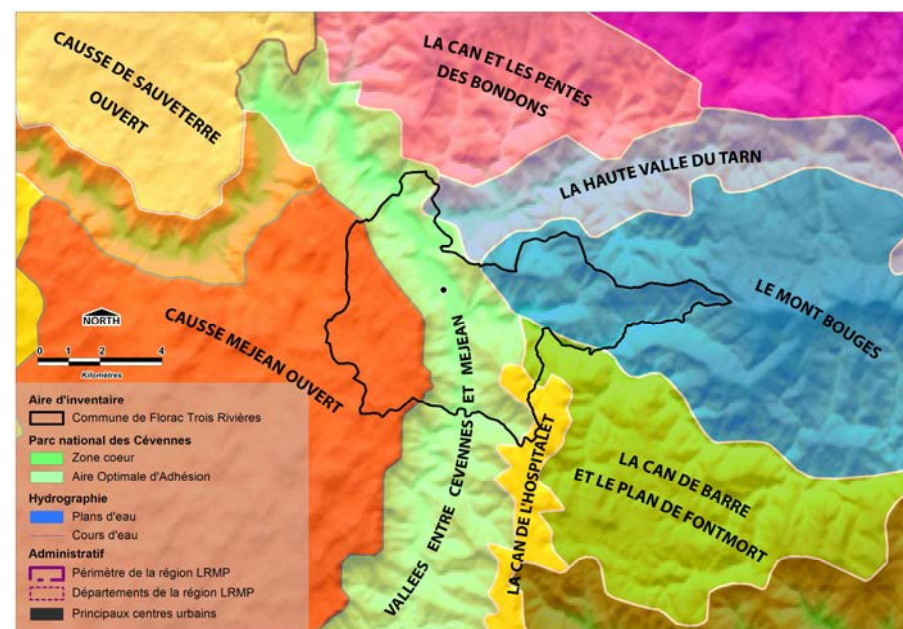 CAUSSE DE SAUVETERRE
OUVERT
LA CAN ET LES PENTES
DES BONDONS
LA HAUTE VALLE DU TARN
LE MONT BOUGES
CAUSSE MEJEAN OUVERT
VALLEES ENTRE CEVENNES ET MEJEAN
LA CAN DE L'HOSPITALET
LA CAN DE BARRE
ET LE PLAN DE FONTMORT
NORTH
0 1 2 4
Kilomètres
Aire d'inventaire
Commune de Florac Trois Rivières
Parc national des Cévennes
Zone coeur
Aire Optimale d'Adhésion
Hydrographie
Plans d'eau
Cours d'eau
Administratif
Périmètre de la région LRMP
Départements de la région LRMP
Principaux centres urbains